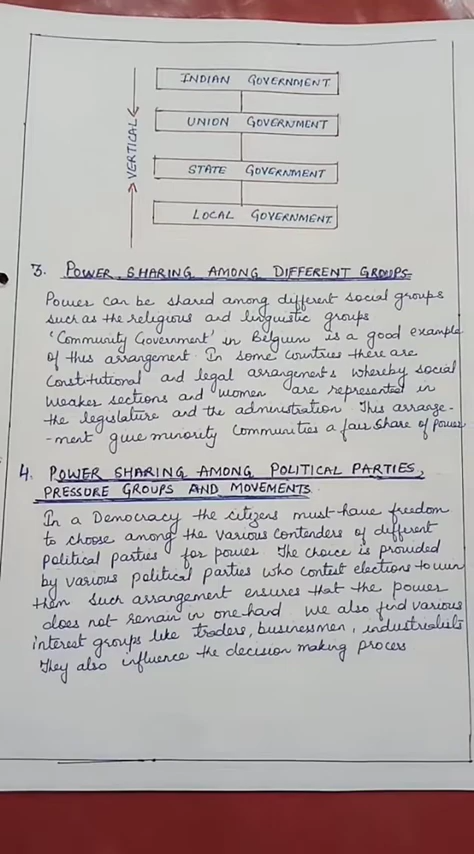 INDIAN GOVERNMENT
UNION GOVERNMENT
VERTICAL
STATE GOVERNMENT
LOCAL GOVERNMENT
3. POWER SHARING AMONG DIFFERENT GROUPS
Power can be shared among different social groups
such as the religious and linguistic groups
'Community Government' in Belgium is a good example
of this arrangement In some countries there are
Constitutional and legal arrangements whereby social
weaker sections and women are represented in
the legislature and the administration This arrange-
-ment give minority communities a fair share of power
4. POWER SHARING AMONG POLITICAL PARTIES,
PRESSURE GROUPS AND MOVEMENTS
In a Democracy the citizens must have freedom
to choose among the various contenders of different
political parties for power The choice is provided
by various political parties who contest elections to win
them Such arrangement ensures that the power
does not remain in one-hand we also find various
interest groups like traders, businessmen, industrialists
They also influence the decision making process